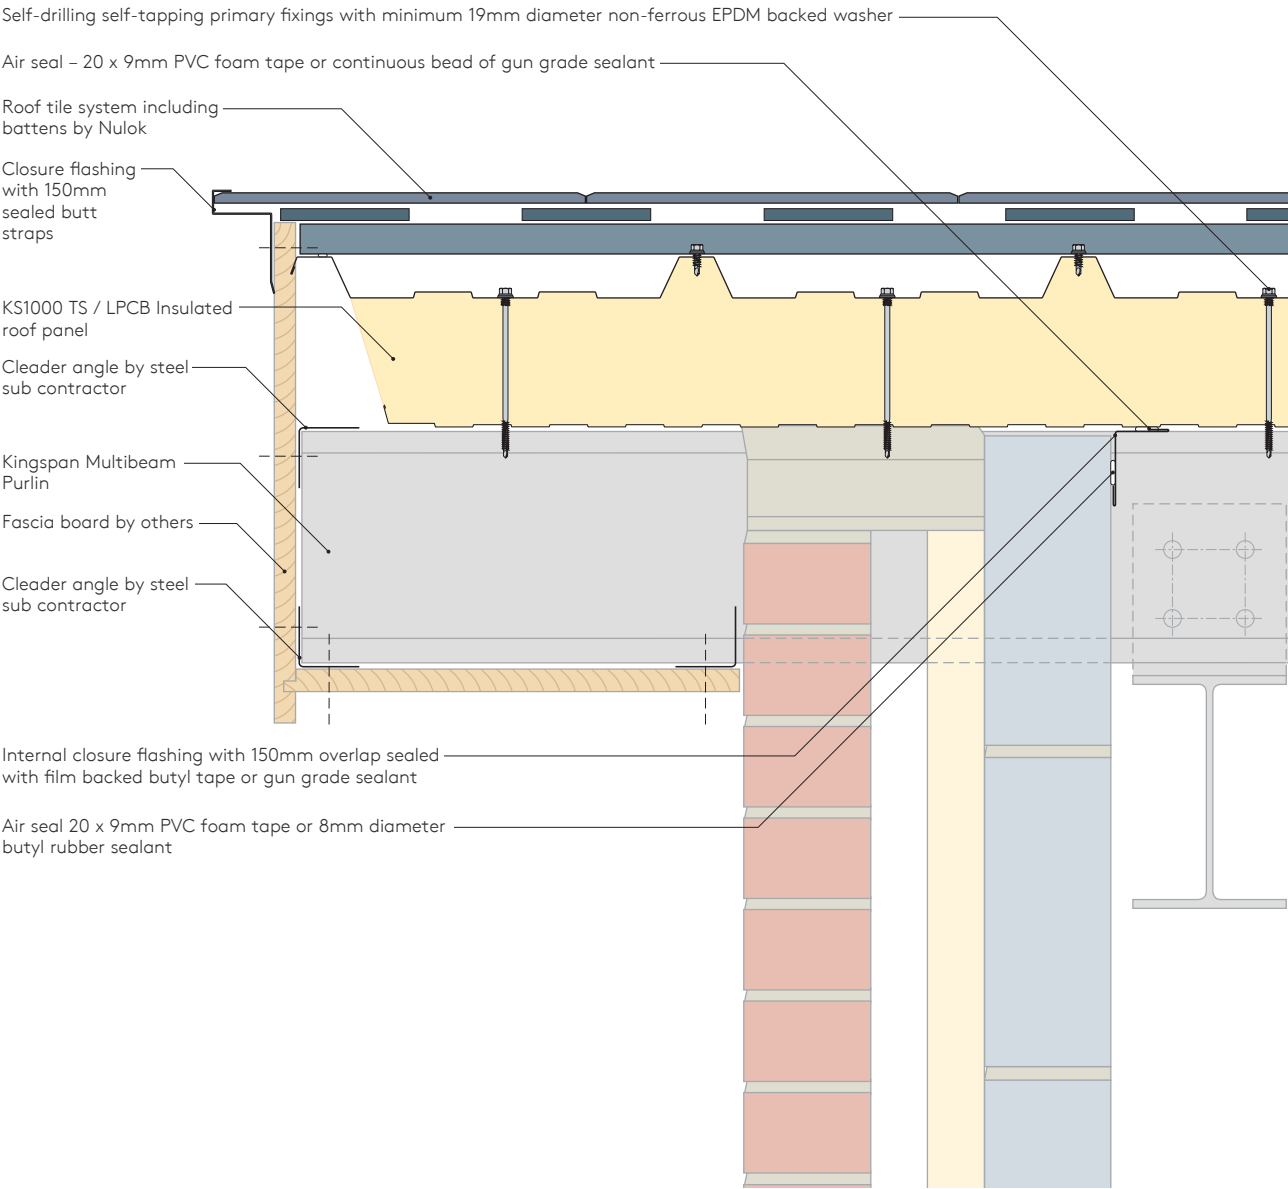 Self-drilling self-tapping primary fixings with minimum 19mm diameter non-ferrous EPDM backed washer
Air seal – 20 x 9mm PVC foam tape or continuous bead of gun grade sealant
Roof tile system including
battens by Nulok
Closure flashing
with 150mm
sealed butt
straps
KS1000 TS / LPCB Insulated
roof panel
Cleader angle by steel
sub contractor
Kingspan Multibeam
Purlin
Fascia board by others
Cleader angle by steel
sub contractor
Internal closure flashing with 150mm overlap sealed
with film backed butyl tape or gun grade sealant
Air seal 20 x 9mm PVC foam tape or 8mm diameter
butyl rubber sealant